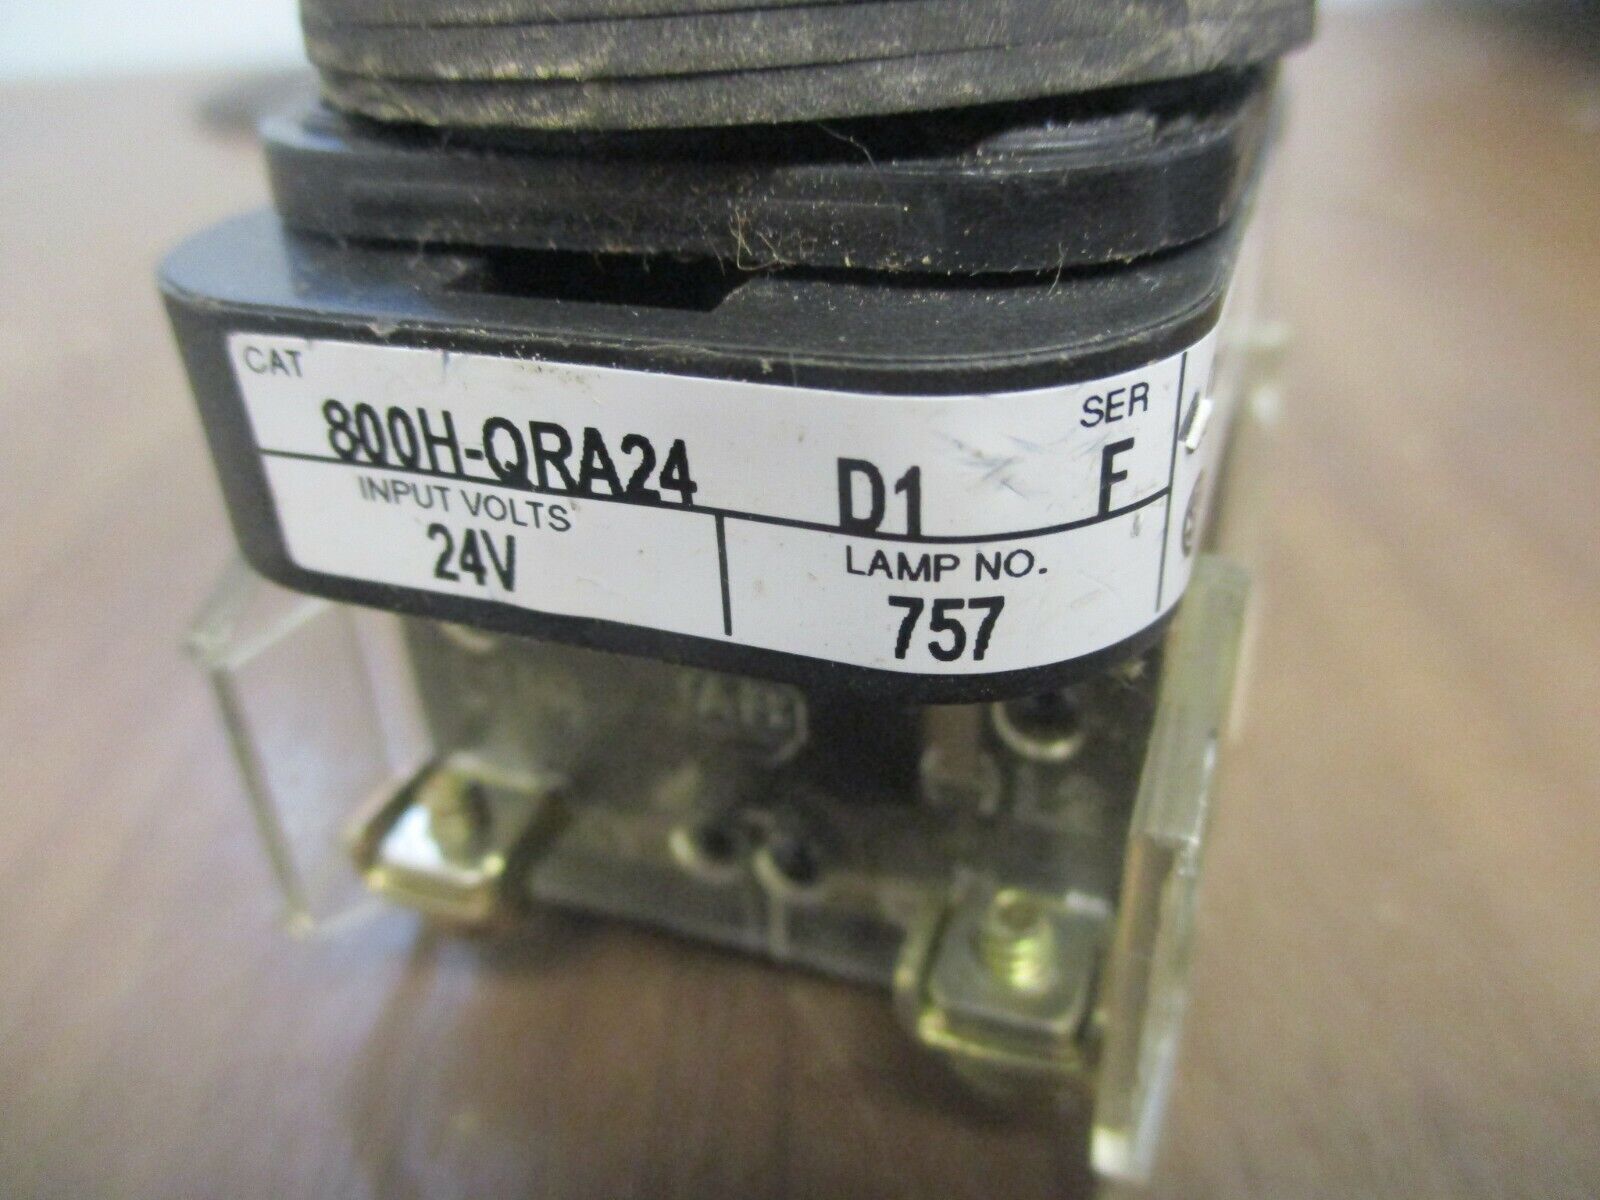 CAT
SER
800H-QRA24 D1 F
INPUT VOLTS
24V
LAMP NO.
757